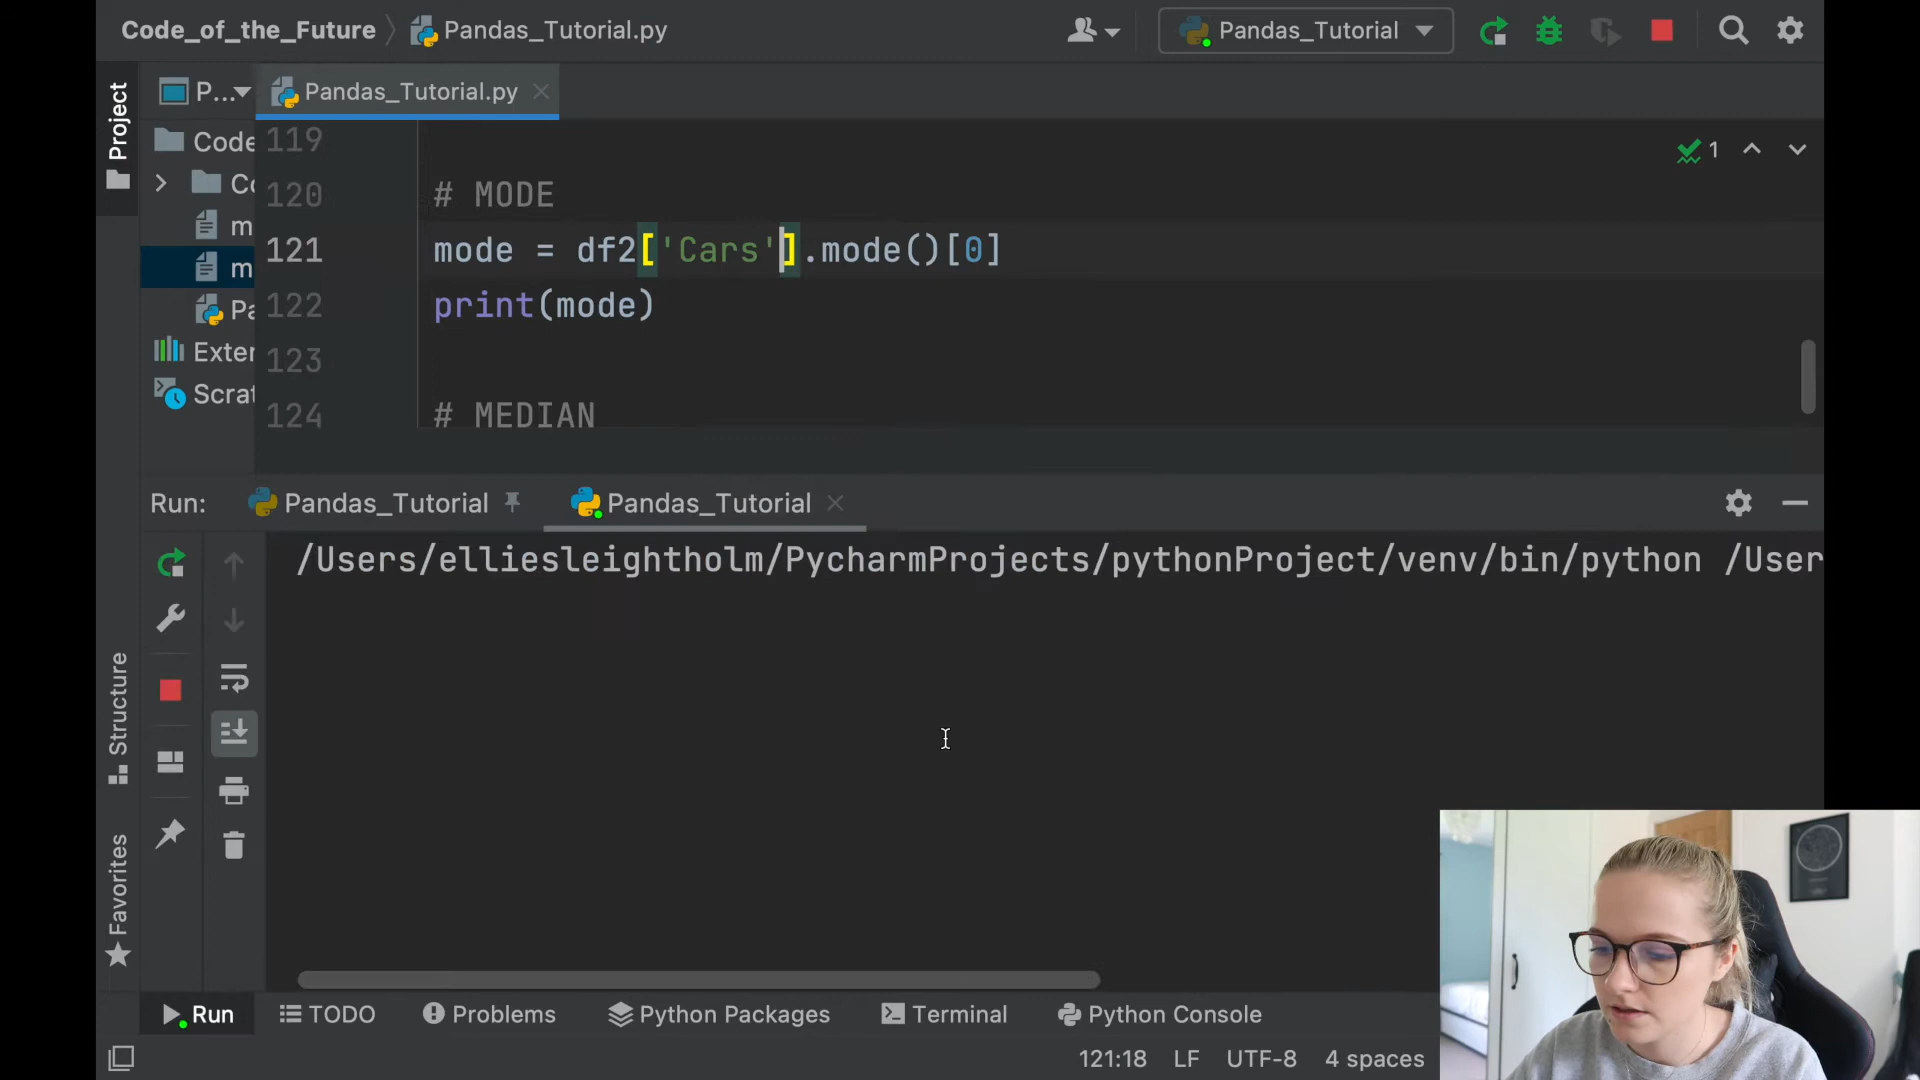 Code_of_the_Future
Pandas_Tutorial.py
Pandas_Tutorial
Project
P...
Pandas_Tutorial.py
Code
Co
m
m
Pa
Exter
Scrat
119
120 # MODE
121 mode = df2['Cars'].mode()[0]
122 print(mode)
123
124 # MEDIAN
1
Run:
Pandas_Tutorial
Pandas_Tutorial
/Users/elliesleightholm/PycharmProjects/pythonProject/venv/bin/python /User
Structure
Favorites
Run
TODO
Problems
Python Packages
Terminal
Python Console
121:18 LF UTF-8 4 spaces